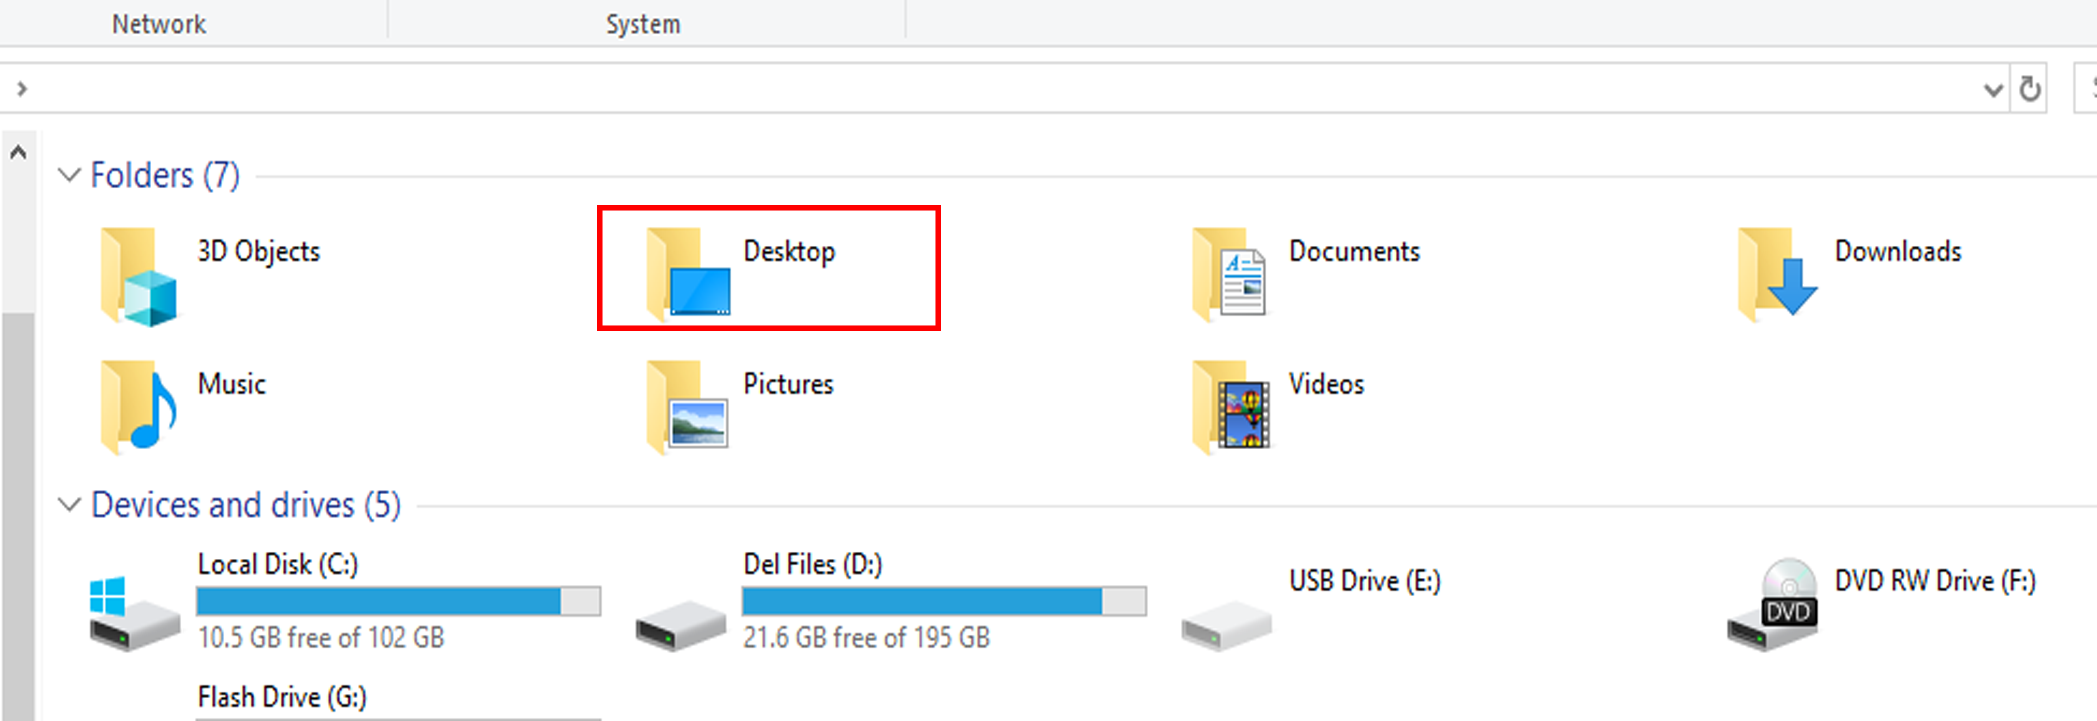 Network
System
Folders (7)
3D Objects
Desktop
Documents
Downloads
Music
Pictures
Videos
Devices and drives (5)
Local Disk (C:)
10.5 GB free of 102 GB
Del Files (D:)
21.6 GB free of 195 GB
USB Drive (E:)
DVD RW Drive (F:)
DVD
Flash Drive (G:)